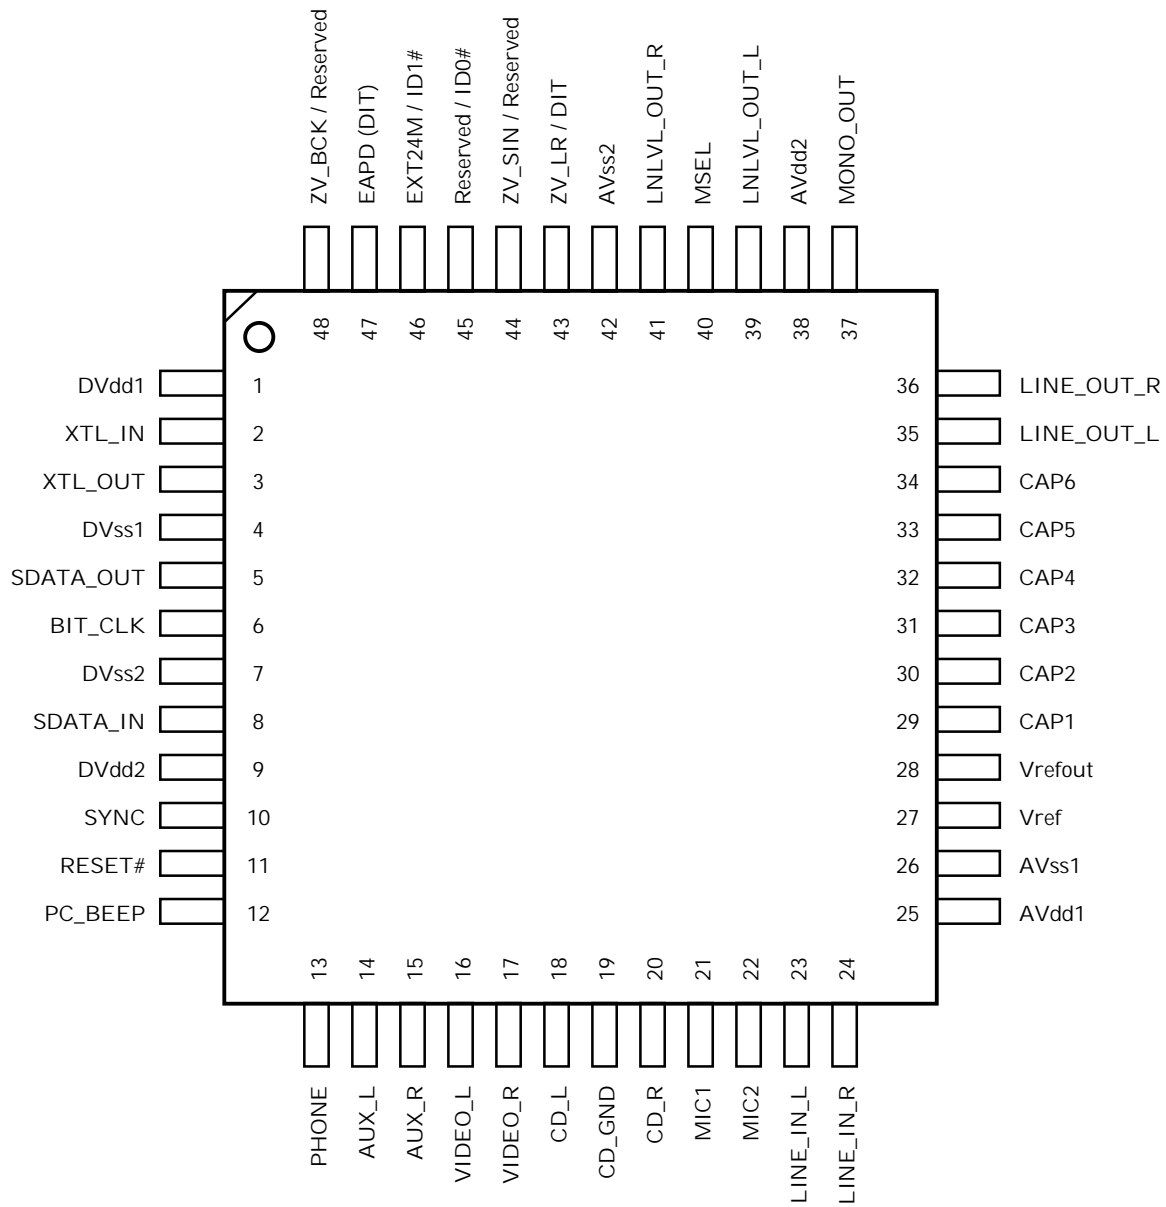 ZV_BCK / Reserved
EAPD (DIT)
EXT24M / ID1#
Reserved / ID0#
ZV_SIN / Reserved
ZV_LR / DIT
AVss2
LNLVL_OUT_R
MSEL
LNLVL_OUT_L
AVdd2
MONO_OUT
48
47
46
45
44
43
42
41
40
39
38
37
DVdd1 1
XTL_IN 2
XTL_OUT 3
DVss1 4
SDATA_OUT 5
BIT_CLK 6
DVss2 7
SDATA_IN 8
DVdd2 9
SYNC 10
RESET# 11
PC_BEEP 12
36 LINE_OUT_R
35 LINE_OUT_L
34 CAP6
33 CAP5
32 CAP4
31 CAP3
30 CAP2
29 CAP1
28 Vrefout
27 Vref
26 AVss1
25 AVdd1
13
14
15
16
17
18
19
20
21
22
23
24
PHONE
AUX_L
AUX_R
VIDEO_L
VIDEO_R
CD_L
CD_GND
CD_R
MIC1
MIC2
LINE_IN_L
LINE_IN_R